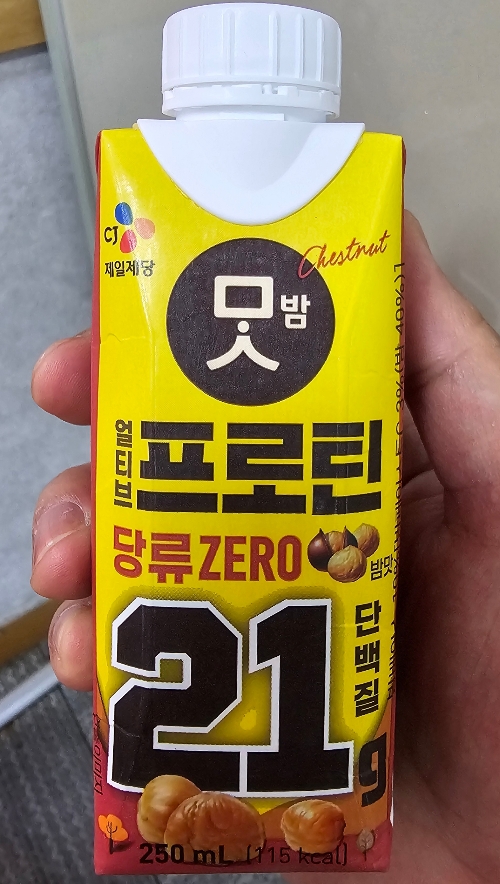 CJ
제일제당
Chestnut
맛밤
얼티브
프로틴
당류ZERO
밤맛
21g
단백질
250 mL (115 kcal)